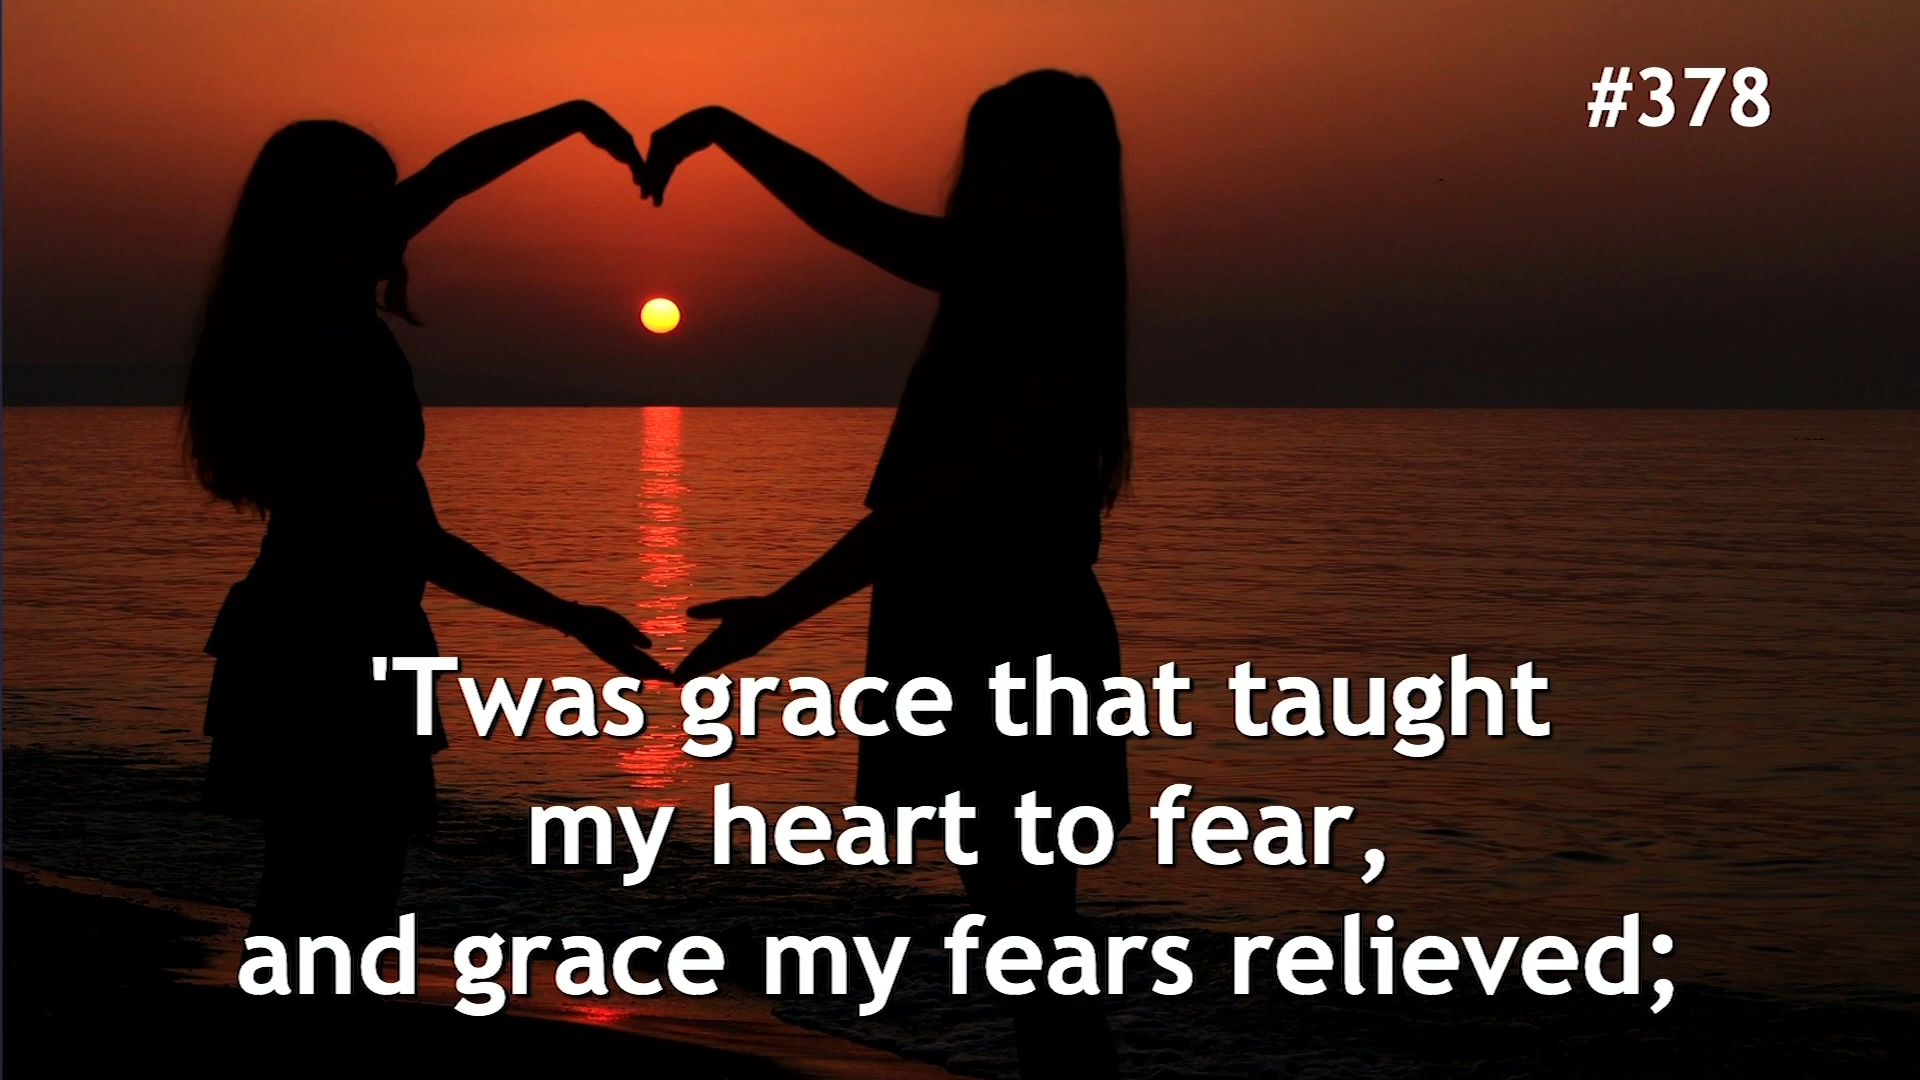 #378
'Twas grace that taught
my heart to fear,
and grace my fears relieved;